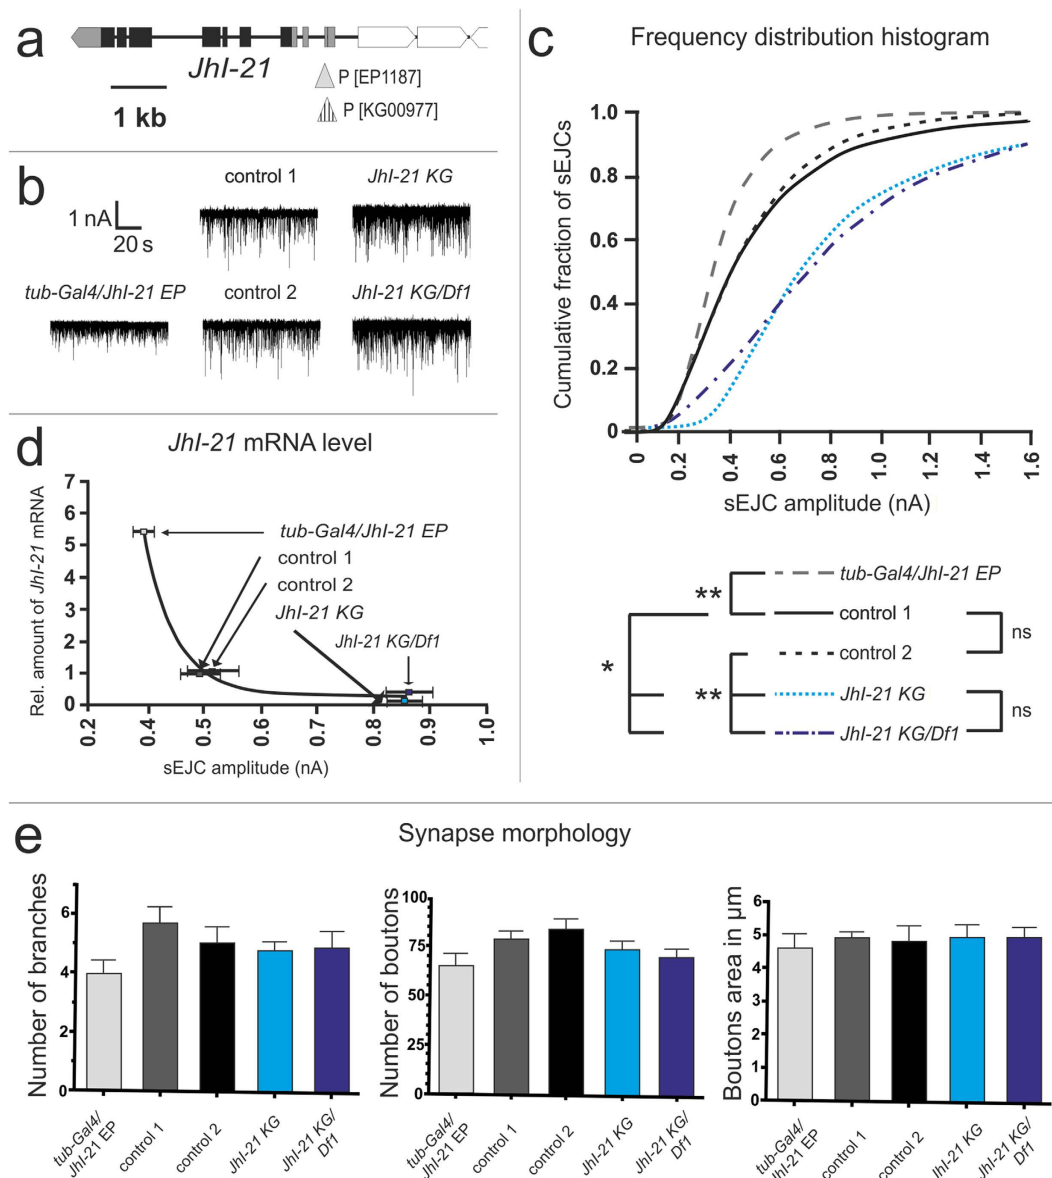 a
JhI-21
1 kb
P [EP1187]
P [KG00977]
b
control 1
JhI-21 KG
1 nA
20 s
tub-Gal4/JhI-21 EP
control 2
JhI-21 KG/Df1
c
Frequency distribution histogram
Cumulative fraction of sEJCs
1.0
0.8
0.6
0.4
0.2
0
0
0.2
0.4
0.6
0.8
1.0
1.2
1.4
1.6
sEJC amplitude (nA)
**
tub-Gal4/JhI-21 EP
control 1
ns
*
control 2
**
JhI-21 KG
ns
JhI-21 KG/Df1
d
JhI-21 mRNA level
Rel. amount of JhI-21 mRNA
7
6
5
4
3
2
1
0
tub-Gal4/JhI-21 EP
control 1
control 2
JhI-21 KG
JhI-21 KG/Df1
0.2
0.4
0.5
0.6
0.7
0.8
0.9
1.0
sEJC amplitude (nA)
e
Synapse morphology
Number of branches
6
4
2
0
tub-Gal4/
JhI-21 EP
control 1
control 2
JhI-21 KG
JhI-21 KG/
Df1
Number of boutons
100
75
50
25
0
tub-Gal4/
JhI-21 EP
control 1
control 2
JhI-21 KG
JhI-21 KG/
Df1
Boutons area in µm
6
5
4
3
2
1
0
tub-Gal4/
JhI-21 EP
control 1
control 2
JhI-21 KG
JhI-21 KG/
Df1